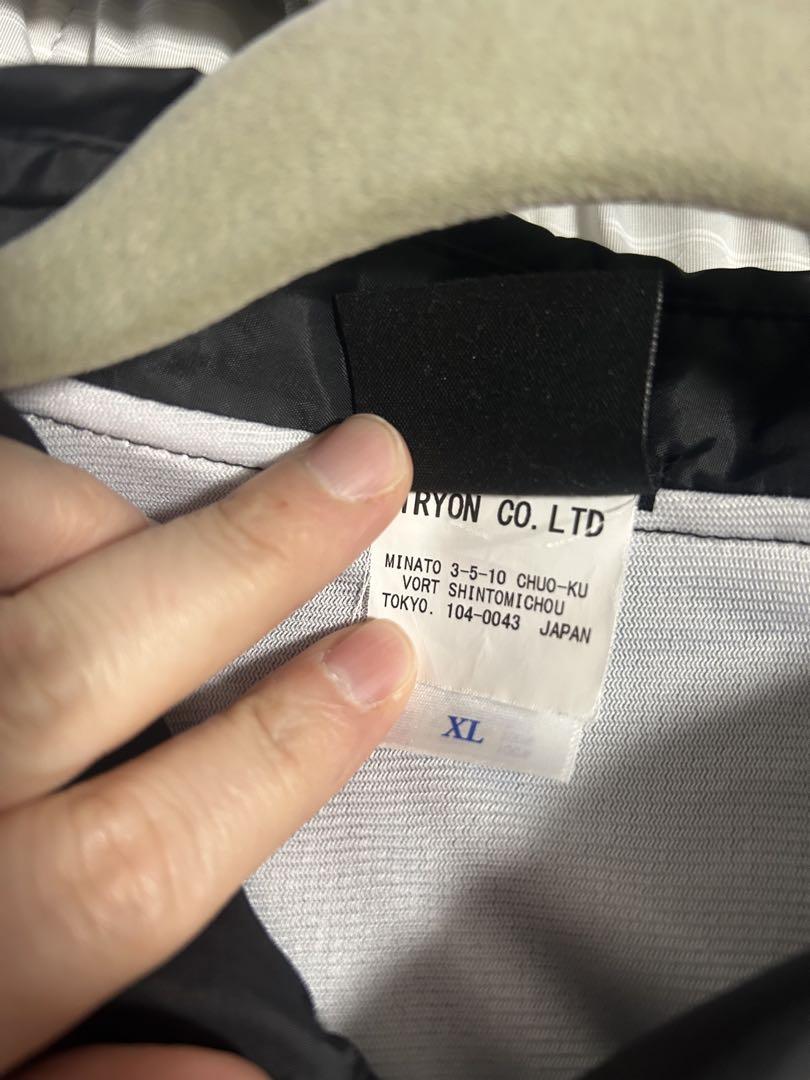 TRYON CO. LTD
MINATO 3-5-10 CHUO-KU
VORT SHINTOMICHOU
TOKYO. 104-0043 JAPAN
XL